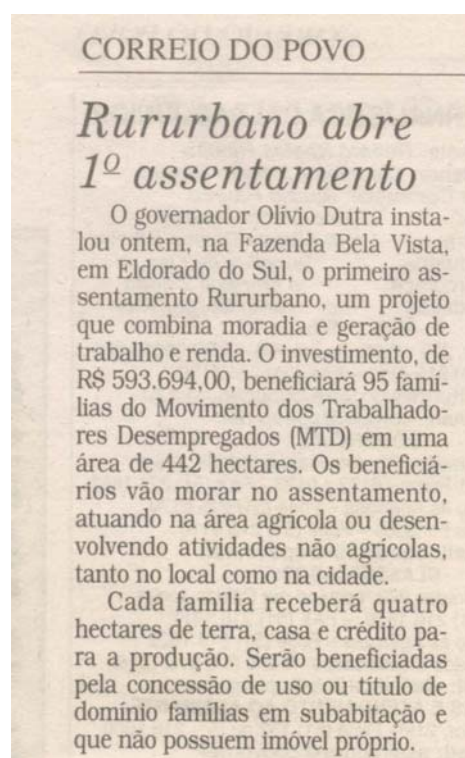 CORREIO DO POVO
Rururbano abre
1º assentamento
O governador Olívio Dutra insta-
lou ontem, na Fazenda Bela Vista,
em Eldorado do Sul, o primeiro as-
sentamento Rururbano, um projeto
que combina moradia e geração de
trabalho e renda. O investimento, de
R$ 593.694,00, beneficiará 95 famí-
lias do Movimento dos Trabalhado-
res Desempregados (MTD) em uma
área de 442 hectares. Os beneficiá-
rios vão morar no assentamento,
atuando na área agrícola ou desen-
volvendo atividades não agrícolas,
tanto no local como na cidade.
Cada família receberá quatro
hectares de terra, casa e crédito pa-
ra a produção. Serão beneficiadas
pela concessão de uso ou título de
domínio famílias em subabitação e
que não possuem imóvel próprio.